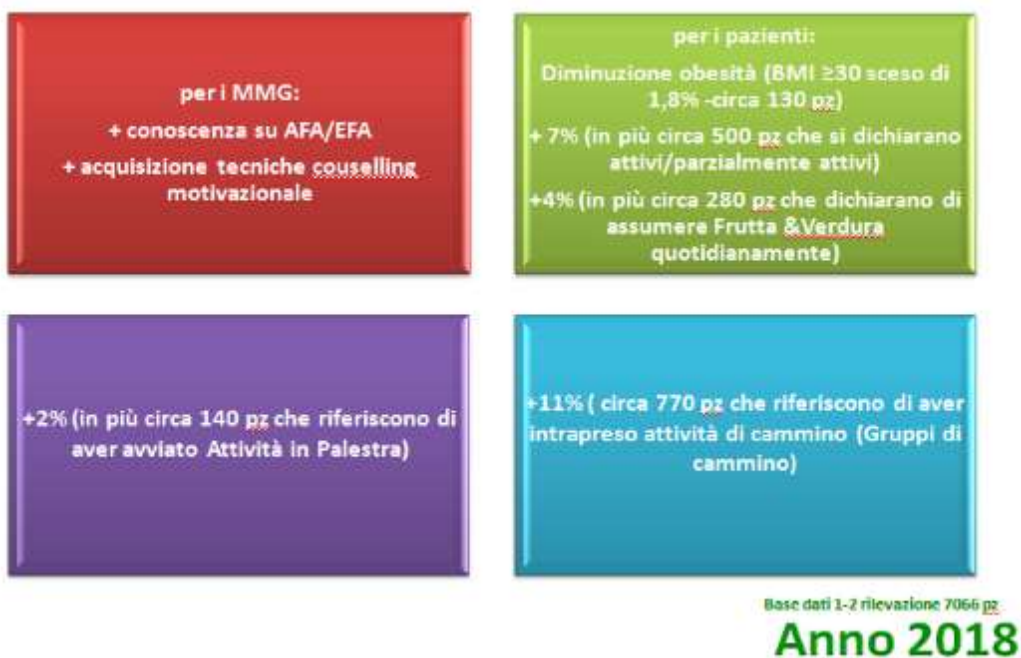 per i MMG:
+ conoscenza su AFA/EFA
+ acquisizione tecniche couselling
motivazionale
per i pazienti:
Diminuzione obesità (BMI ≥30 sceso di
1,8% -circa 130 pz)
+ 7% (in più circa 500 pz che si dichiarano
attivi/parzialmente attivi)
+4% (in più circa 280 pz che dichiarano di
assumere Frutta &Verdura
quotidianamente)
+2% (in più circa 140 pz che riferiscono di
aver avviato Attività in Palestra)
+11% ( circa 770 pz che riferiscono di aver
intrapreso attività di cammino (Gruppi di
cammino)
Base dati 1-2 rilevazione 7066 pz
Anno 2018